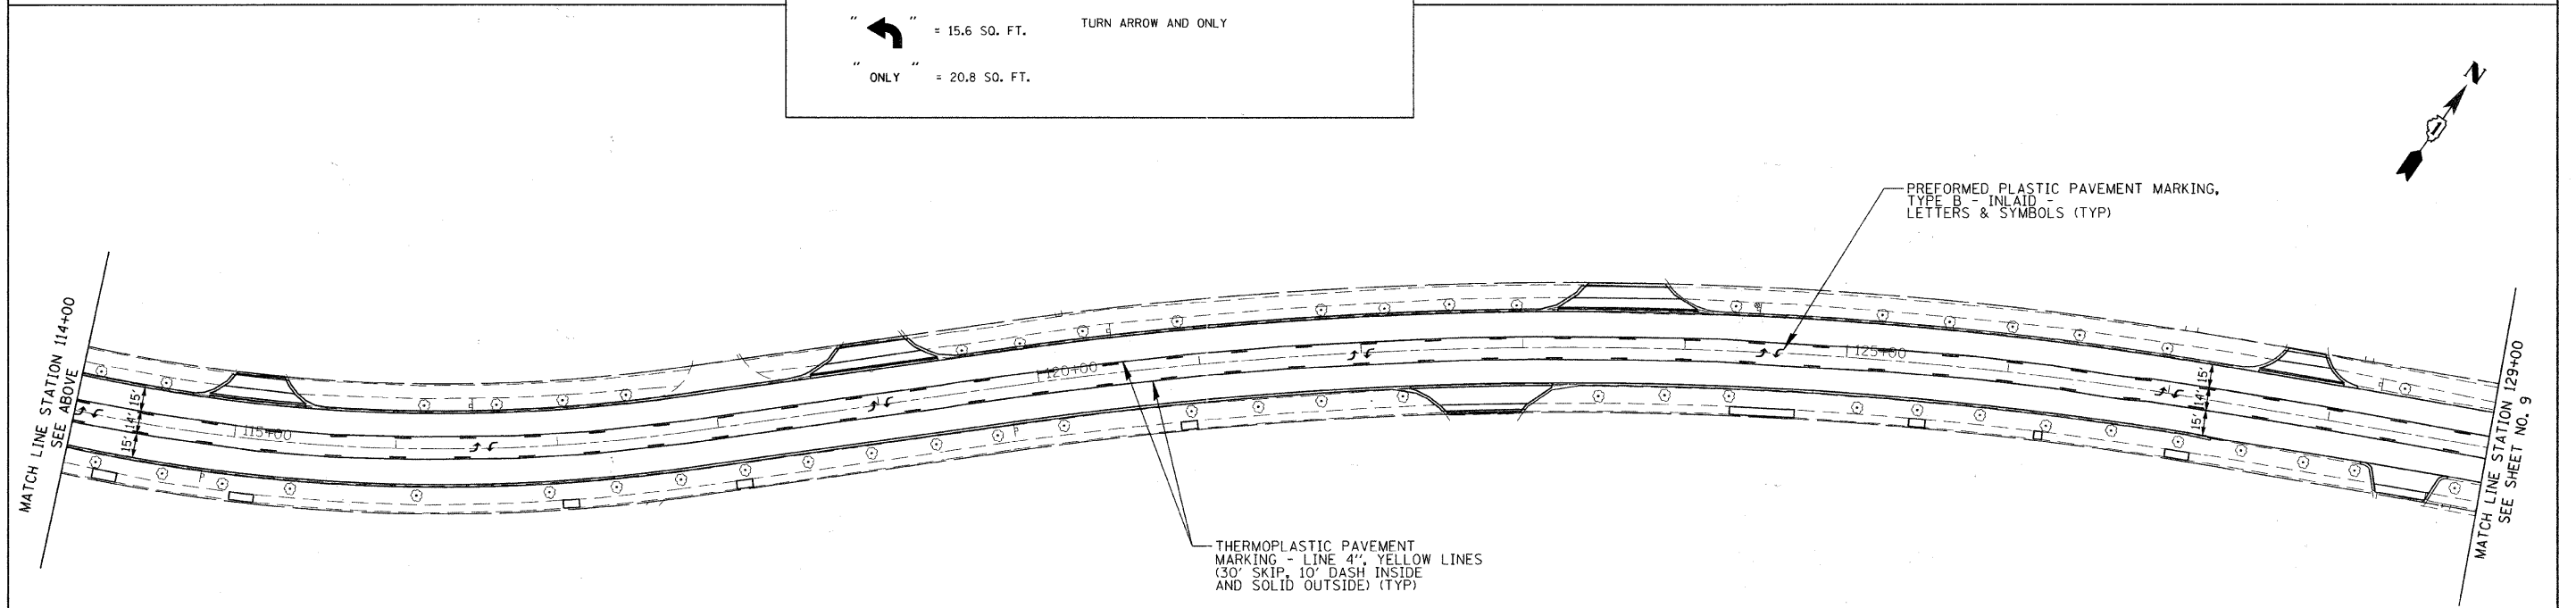 " " = 15.6 SQ. FT. TURN ARROW AND ONLY
" ONLY " = 20.8 SQ. FT.
N
PREFORMED PLASTIC PAVEMENT MARKING,
TYPE B - INLAID -
LETTERS & SYMBOLS (TYP)
MATCH LINE STATION 114+00
SEE ABOVE
15'
14'
15'
115+00
120+00
125+00
15'
14'
15'
MATCH LINE STATION 129+00
SEE SHEET NO. 9
THERMOPLASTIC PAVEMENT
MARKING - LINE 4", YELLOW LINES
(30' SKIP, 10' DASH INSIDE
AND SOLID OUTSIDE) (TYP)